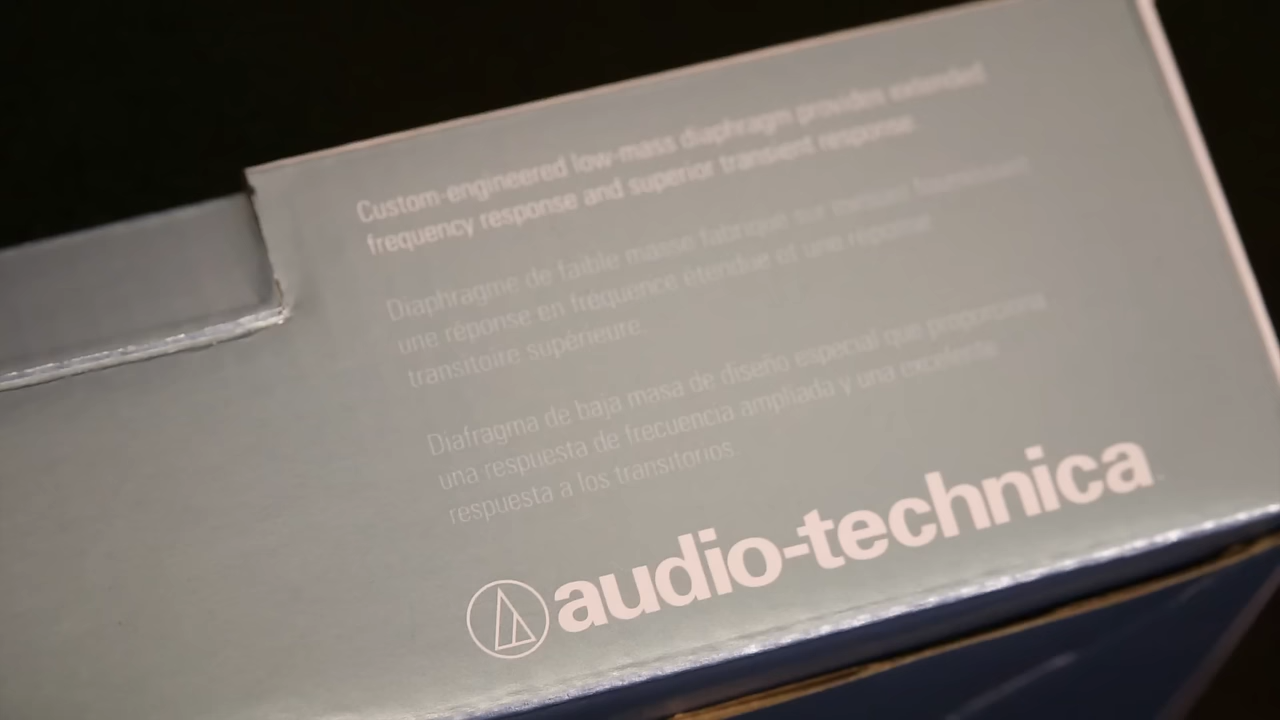 Custom-engineered low-mass diaphragm provides extended
frequency response and superior transient response
Diaphragme de faible masse fabriqué sur mesure fournissant
une réponse en fréquence étendue et une réponse
transitoire supérieure.
Diafragma de baja masa de diseño especial que proporciona
una respuesta de frecuencia ampliada y una excelente
respuesta a los transitorios.
audio-technica